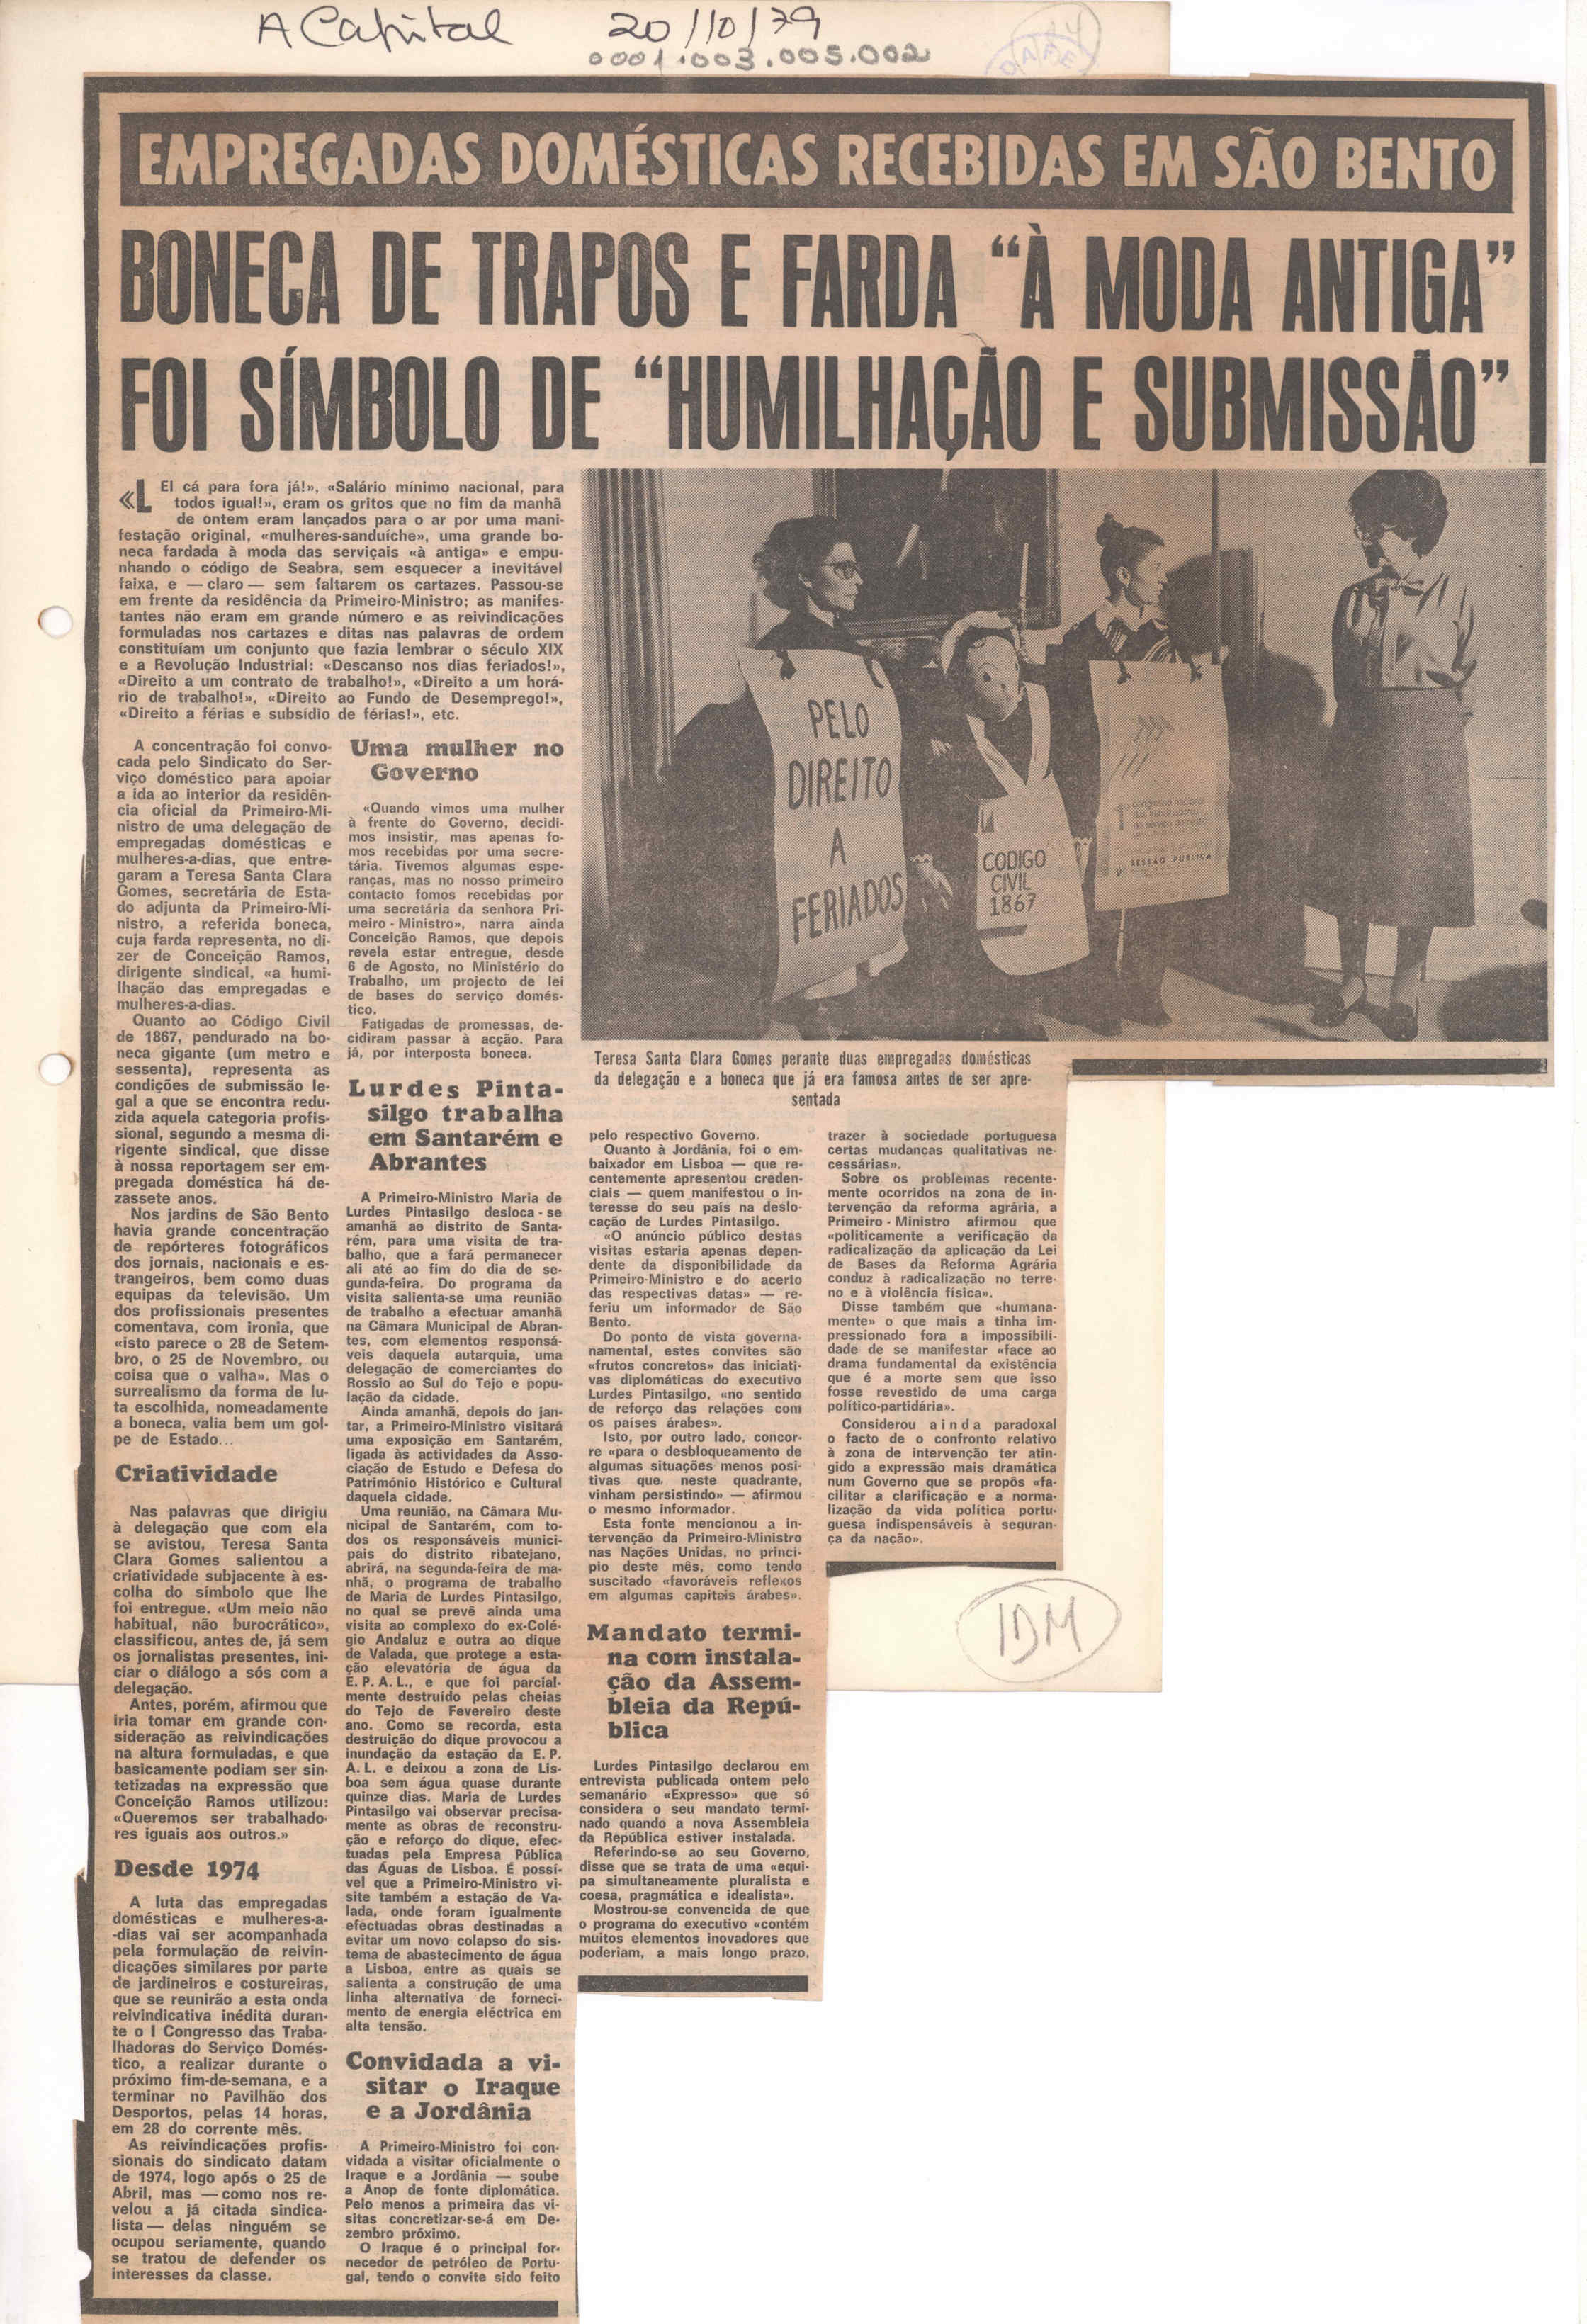 A Capital 20/10/79
0001.003.005.002
DAFE
EMPREGADAS DOMÉSTICAS RECEBIDAS EM SÃO BENTO
BONECA DE TRAPOS E FARDA “À MODA ANTIGA”
FOI SÍMBOLO DE “HUMILHAÇÃO E SUBMISSÃO”
«L EI cá para fora já!», «Salário mínimo nacional, para
todos igual!», eram os gritos que no fim da manhã
de ontem eram lançados para o ar por uma mani-
festação original, «mulheres-sanduíche», uma grande bo-
neca fardada à moda das serviçais «à antiga» e empu-
nhando o código de Seabra, sem esquecer a inevitável
faixa, e — claro — sem faltarem os cartazes. Passou-se
em frente da residência da Primeiro-Ministro; as manifes-
tantes não eram em grande número e as reivindicações
formuladas nos cartazes e ditas nas palavras de ordem
constituíam um conjunto que fazia lembrar o século XIX
e a Revolução Industrial: «Descanso nos dias feriados!»,
«Direito a um contrato de trabalho!», «Direito a um horá-
rio de trabalho!», «Direito ao Fundo de Desemprego!»,
«Direito a férias e subsídio de férias!», etc.
A concentração foi convo-
cada pelo Sindicato do Ser-
viço doméstico para apoiar
a ida ao interior da residên-
cia oficial da Primeiro-Mi-
nistro de uma delegação de
empregadas domésticas e
mulheres-a-dias, que entre-
garam a Teresa Santa Clara
Gomes, secretária de Esta-
do adjunta da Primeiro-Mi-
nistro, a referida boneca,
cuja farda representa, no di-
zer de Conceição Ramos,
dirigente sindical, «a humi-
lhação das empregadas e
mulheres-a-dias.
Quanto ao Código Civil
de 1867, pendurado na bo-
neca gigante (um metro e
sessenta), representa as
condições de submissão le-
gal a que se encontra redu-
zida aquela categoria profis-
sional, segundo a mesma di-
rigente sindical, que disse
à nossa reportagem ser em-
pregada doméstica há de-
zassete anos.
Nos jardins de São Bento
havia grande concentração
de repórteres fotográficos
dos jornais, nacionais e es-
trangeiros, bem como duas
equipas da televisão. Um
dos profissionais presentes
comentava, com ironia, que
«isto parece o 28 de Setem-
bro, o 25 de Novembro, ou
coisa que o valha». Mas o
surrealismo da forma de lu-
ta escolhida, nomeadamente
a boneca, valia bem um gol-
pe de Estado...
Criatividade
Nas palavras que dirigiu
à delegação que com ela
se avistou, Teresa Santa
Clara Gomes salientou a
criatividade subjacente à es-
colha do símbolo que lhe
foi entregue. «Um meio não
habitual, não burocrático»,
classificou, antes de, já sem
os jornalistas presentes, ini-
ciar o diálogo a sós com a
delegação.
Antes, porém, afirmou que
iria tomar em grande con-
sideração as reivindicações
na altura formuladas, e que
basicamente podiam ser sin-
tetizadas na expressão que
Conceição Ramos utilizou:
«Queremos ser trabalhado-
res iguais aos outros.»
Desde 1974
A luta das empregadas
domésticas e mulheres-a-
-dias vai ser acompanhada
pela formulação de reivin-
dicações similares por parte
de jardineiros e costureiras,
que se reunirão a esta onda
reivindicativa inédita duran-
te o I Congresso das Traba-
lhadoras do Serviço Domés-
tico, a realizar durante o
próximo fim-de-semana, e a
terminar no Pavilhão dos
Desportos, pelas 14 horas,
em 28 do corrente mês.
As reivindicações profis-
sionais do sindicato datam
de 1974, logo após o 25 de
Abril, mas — como nos re-
velou a já citada sindica-
lista — delas ninguém se
ocupou seriamente, quando
se tratou de defender os
interesses da classe.
Uma mulher no
Governo
«Quando vimos uma mulher
à frente do Governo, decidi-
mos insistir, mas apenas fo-
mos recebidas por uma secre-
tária. Tivemos algumas espe-
ranças, mas no nosso primeiro
contacto fomos recebidas por
uma secretária da senhora Pri-
meiro - Ministro», narra ainda
Conceição Ramos, que depois
revela estar entregue, desde
6 de Agosto, no Ministério do
Trabalho, um projecto de lei
de bases do serviço domés-
tico.
Fatigadas de promessas, de-
cidiram passar à acção. Para
já, por interposta boneca.
Lurdes Pinta-
silgo trabalha
em Santarém e
Abrantes
A Primeiro-Ministro Maria de
Lurdes Pintasilgo desloca - se
amanhã ao distrito de Santa-
rém, para uma visita de tra-
balho, que a fará permanecer
ali até ao fim do dia de se-
gunda-feira. Do programa da
visita salienta-se uma reunião
de trabalho a efectuar amanhã
na Câmara Municipal de Abran-
tes, com elementos responsá-
veis daquela autarquia, uma
delegação de comerciantes do
Rossio ao Sul do Tejo e popu-
lação da cidade.
Ainda amanhã, depois do jan-
tar, a Primeiro-Ministro visitará
uma exposição em Santarém,
ligada às actividades da Asso-
ciação de Estudo e Defesa do
Património Histórico e Cultural
daquela cidade.
Uma reunião, na Câmara Mu-
nicipal de Santarém, com to-
dos os responsáveis munici-
pais do distrito ribatejano,
abrirá, na segunda-feira de ma-
nhã, o programa de trabalho
de Maria de Lurdes Pintasilgo,
no qual se prevê ainda uma
visita ao complexo do ex-Colé-
gio Andaluz e outra ao dique
de Valada, que protege a esta-
ção elevatória de água da
E. P. A. L., e que foi parcial-
mente destruído pelas cheias
do Tejo de Fevereiro deste
ano. Como se recorda, esta
destruição do dique provocou a
inundação da estação da E. P.
A. L. e deixou a zona de Lis-
boa sem água quase durante
quinze dias. Maria de Lurdes
Pintasilgo vai observar precisa-
mente as obras de reconstru-
ção e reforço do dique, efec-
tuadas pela Empresa Pública
das Águas de Lisboa. É possí-
vel que a Primeiro-Ministro vi-
site também a estação de Va-
lada, onde foram igualmente
efectuadas obras destinadas a
evitar um novo colapso do sis-
tema de abastecimento de água
a Lisboa, entre as quais se
salienta a construção de uma
linha alternativa de forneci-
mento de energia eléctrica em
alta tensão.
Convidada a vi-
sitar o Iraque
e a Jordânia
A Primeiro-Ministro foi con-
vidada a visitar oficialmente o
Iraque e a Jordânia — soube
a Anop de fonte diplomática.
Pelo menos a primeira das vi-
sitas concretizar-se-á em De-
zembro próximo.
O Iraque é o principal for-
necedor de petróleo de Portu-
gal, tendo o convite sido feito
PELO
DIREITO
A
FERIADOS
CODIGO
CIVIL
1867
1º congresso nacional
das trabalhadoras
do serviço doméstico
SESSÃO PUBLICA
Teresa Santa Clara Gomes perante duas empregadas domésticas
da delegação e a boneca que já era famosa antes de ser apre-
sentada
pelo respectivo Governo.
Quanto à Jordânia, foi o em-
baixador em Lisboa — que re-
centemente apresentou creden-
ciais — quem manifestou o in-
teresse do seu país na deslo-
cação de Lurdes Pintasilgo.
«O anúncio público destas
visitas estaria apenas depen-
dente da disponibilidade da
Primeiro-Ministro e do acerto
das respectivas datas» — re-
feriu um informador de São
Bento.
Do ponto de vista governa-
namental, estes convites são
«frutos concretos» das iniciati-
vas diplomáticas do executivo
Lurdes Pintasilgo, «no sentido
de reforço das relações com
os países árabes».
Isto, por outro lado, concor-
re «para o desbloqueamento de
algumas situações menos posi-
tivas que, neste quadrante,
vinham persistindo» — afirmou
o mesmo informador.
Esta fonte mencionou a in-
tervenção da Primeiro-Ministro
nas Nações Unidas, no princí-
pio deste mês, como tendo
suscitado «favoráveis reflexos
em algumas capitais árabes».
Mandato termi-
na com instala-
ção da Assem-
bleia da Repú-
blica
Lurdes Pintasilgo declarou em
entrevista publicada ontem pelo
semanário «Expresso» que só
considera o seu mandato termi-
nado quando a nova Assembleia
da República estiver instalada.
Referindo-se ao seu Governo,
disse que se trata de uma «equi-
pa simultaneamente pluralista e
coesa, pragmática e idealista».
Mostrou-se convencida de que
o programa do executivo «contém
muitos elementos inovadores que
poderiam, a mais longo prazo,
trazer à sociedade portuguesa
certas mudanças qualitativas ne-
cessárias».
Sobre os problemas recente-
mente ocorridos na zona de in-
tervenção da reforma agrária, a
Primeiro - Ministro afirmou que
«politicamente a verificação da
radicalização da aplicação da Lei
de Bases da Reforma Agrária
conduz à radicalização no terre-
no e à violência física».
Disse também que «humana-
mente» o que mais a tinha im-
pressionado fora a impossibili-
dade de se manifestar «face ao
drama fundamental da existência
que é a morte sem que isso
fosse revestido de uma carga
político-partidária».
Considerou ainda paradoxal
o facto de o confronto relativo
à zona de intervenção ter atin-
gido a expressão mais dramática
num Governo que se propôs «fa-
cilitar a clarificação e a norma-
lização da vida política portu-
guesa indispensáveis à seguran-
ça da nação».
IDM